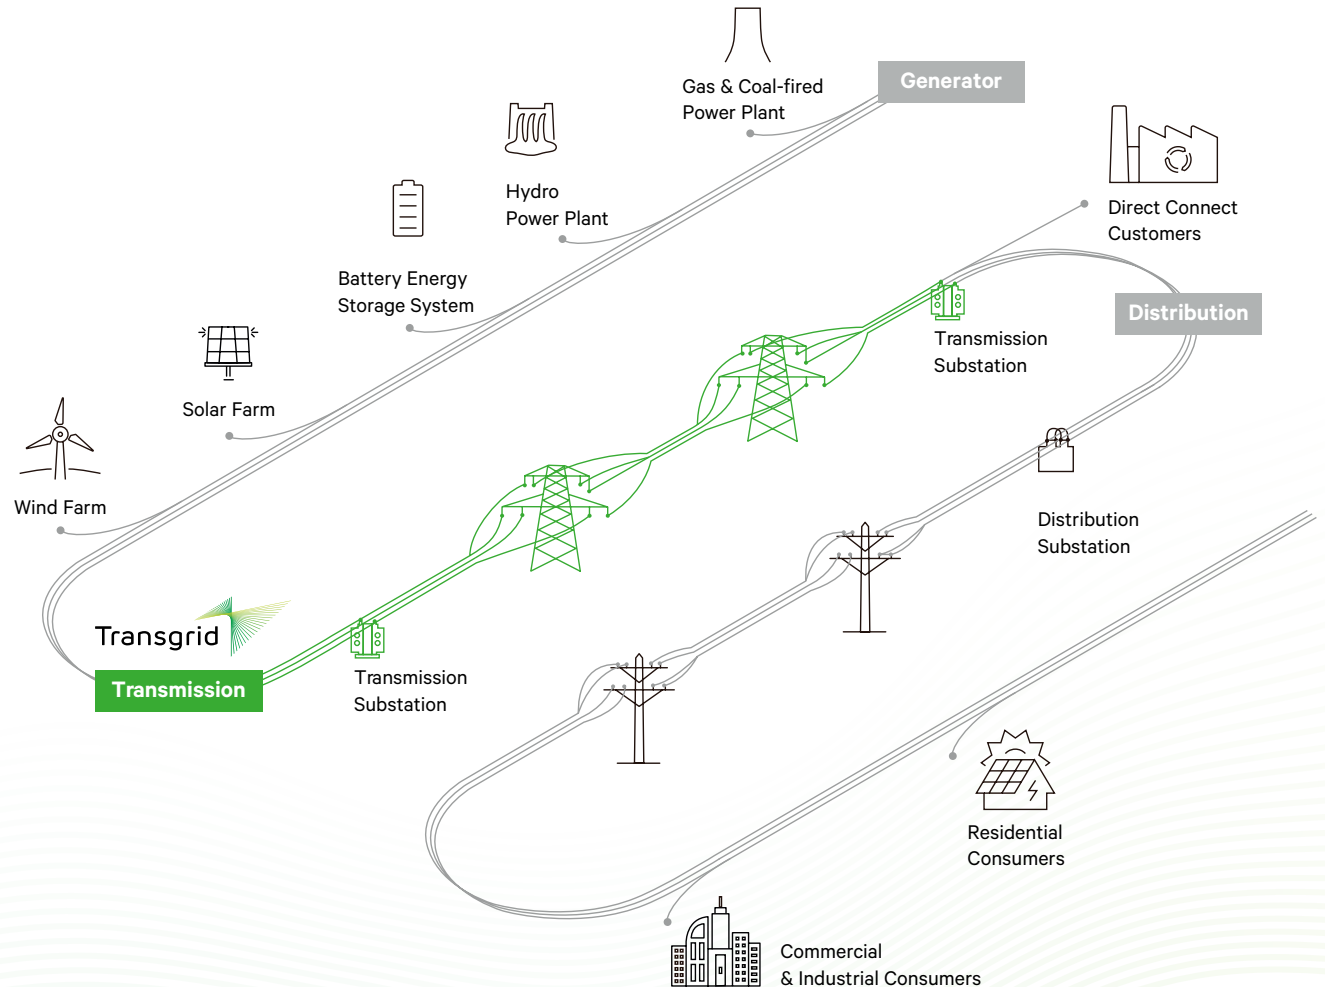 Generator
Gas & Coal-fired
Power Plant
Hydro
Power Plant
Battery Energy
Storage System
Solar Farm
Wind Farm
Transgrid
Transmission
Transmission
Substation
Transmission
Substation
Direct Connect
Customers
Distribution
Distribution
Substation
Residential
Consumers
Commercial
& Industrial Consumers